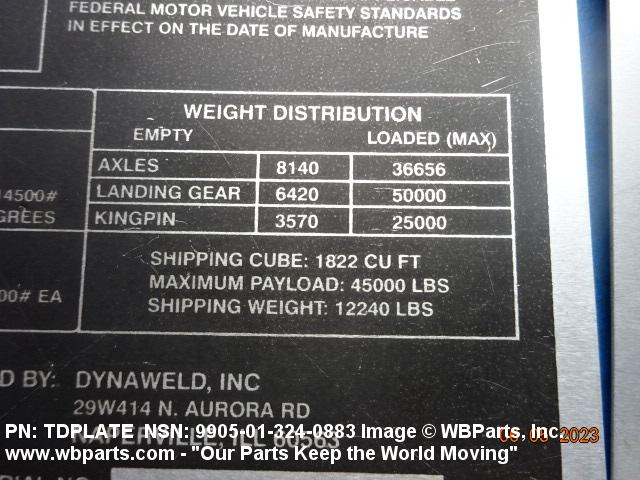 FEDERAL MOTOR VEHICLE SAFETY STANDARDS
IN EFFECT ON THE DATE OF MANUFACTURE
WEIGHT DISTRIBUTION
EMPTY LOADED (MAX)
AXLES 8140 36656
LANDING GEAR 6420 50000
KINGPIN 3570 25000
14500#
GREES
SHIPPING CUBE: 1822 CU FT
MAXIMUM PAYLOAD: 45000 LBS
SHIPPING WEIGHT: 12240 LBS
00# EA
D BY: DYNAWELD, INC
29W414 N. AURORA RD
NAPERVILLE, ILL 60563
PN: TDPLATE NSN: 9905-01-324-0883 Image © WBParts, Inc.
2023
www.wbparts.com - "Our Parts Keep the World Moving"